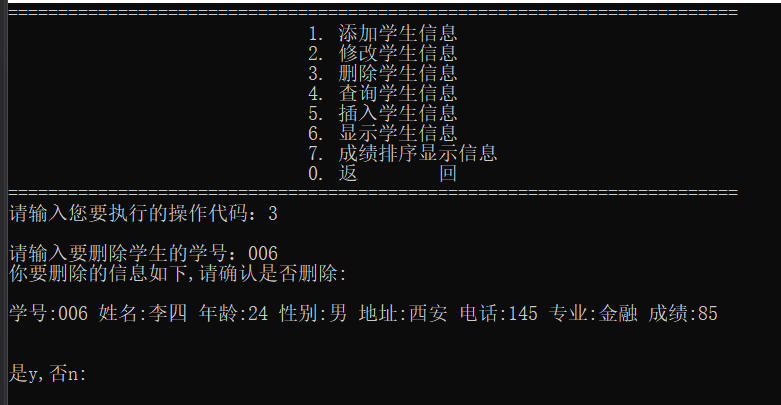 =========================================================================
1. 添加学生信息
2. 修改学生信息
3. 删除学生信息
4. 查询学生信息
5. 插入学生信息
6. 显示学生信息
7. 成绩排序显示信息
0. 返        回
=========================================================================
请输入您要执行的操作代码：3
请输入要删除学生的学号：006
你要删除的信息如下,请确认是否删除:
学号:006 姓名:李四 年龄:24 性别:男 地址:西安 电话:145 专业:金融 成绩:85
是y,否n: